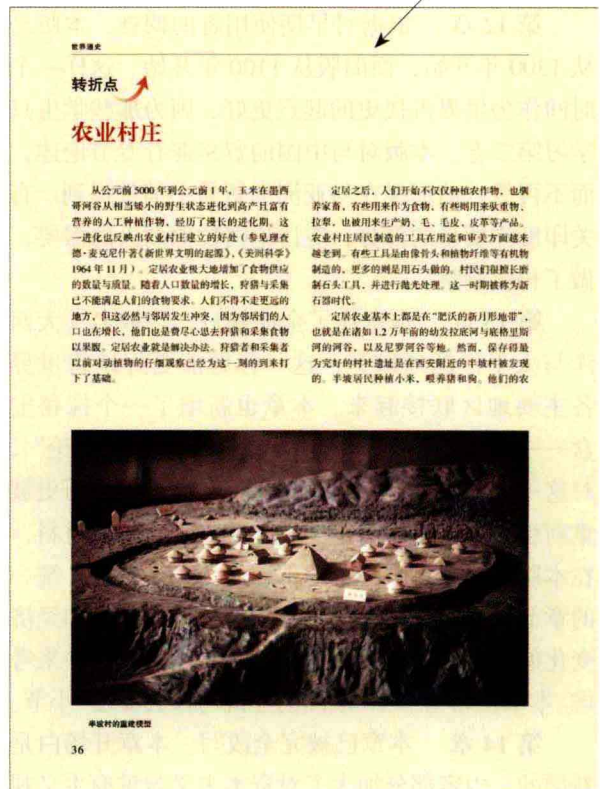 世界通史
转折点
农业村庄
从公元前 5000 年到公元前 1 年，玉米在墨西
哥河谷从相当矮小的野生状态进化到高产且富有
营养的人工种植作物，经历了漫长的进化期。这
一进化也反映出农业村庄建立的好处（参见理查
德·麦克尼什著《新世界文明的起源》，《美国科学》
1964 年 11 月）。定居农业极大地增加了食物供应
的数量与质量。随着人口数量的增长，狩猎与采集
已不能满足人们的食物要求。人们不得不走更远的
地方，但这必然与邻居发生冲突，因为邻居们的人
口也在增长，他们也是费尽心思去狩猎和采集食物
以果腹。定居农业就是解决办法。狩猎者和采集者
以前对动植物的仔细观察已经为这一刻的到来打
下了基础。
定居之后，人们开始不仅仅种植农作物，也驯
养家畜，有些用来作为食物，有些则用来驮重物、
拉犁，也被用来生产奶、毛、毛皮、皮革等产品。
农业村庄居民制造的工具在用途和审美方面越来
越老到。有些工具是由像骨头和植物纤维等有机物
制造的，更多的则是用石头做的。村民们很擅长磨
制石头工具，并进行抛光处理。这一时期被称为新
石器时代。
定居农业基本上都是在“肥沃的新月形地带”，
也就是在诸如 1.2 万年前的幼发拉底河与底格里斯
河的河谷，以及尼罗河谷等地。然而，保存得最
为完好的村社遗址是在西安附近的半坡村被发现
的。半坡居民种植小米，喂养猪和狗。他们的农
半坡村的重建模型
36